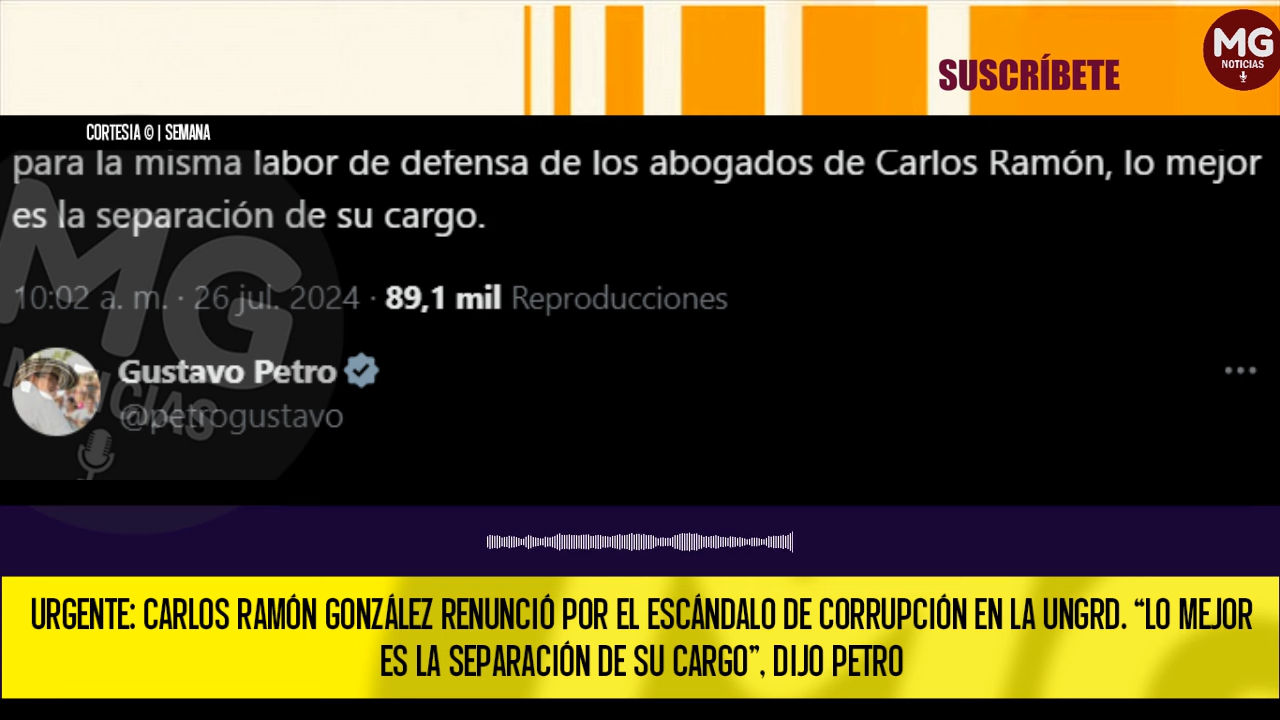 SUSCRÍBETE
MG
NOTICIAS
CORTESIA © | SEMANA
para la misma labor de defensa de los abogados de Carlos Ramón, lo mejor
es la separación de su cargo.
10:02 a. m. · 26 jul. 2024 · 89,1 mil Reproducciones
Gustavo Petro
@petrogustavo
MG
NOTICIAS
URGENTE: CARLOS RAMÓN GONZÁLEZ RENUNCIÓ POR EL ESCÁNDALO DE CORRUPCIÓN EN LA UNGRD. “LO MEJOR
ES LA SEPARACIÓN DE SU CARGO”, DIJO PETRO